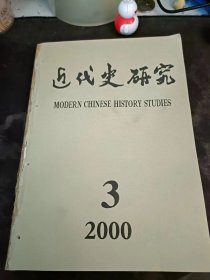 近代史研究
MODERN CHINESE HISTORY STUDIES
3
2000